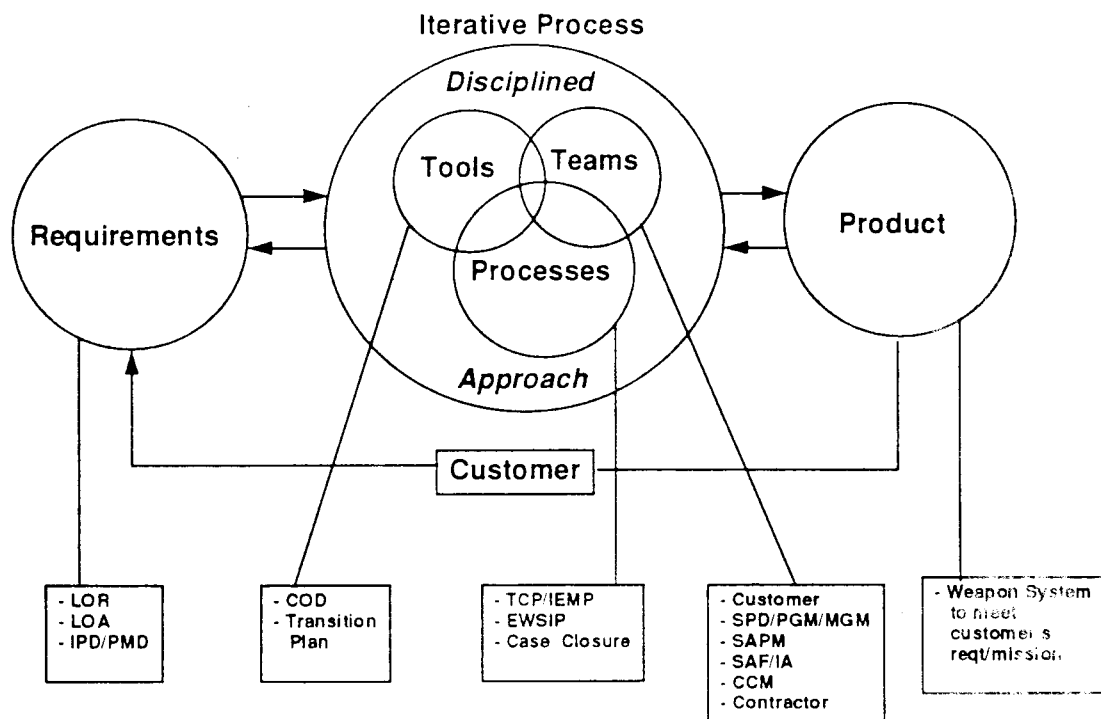 Iterative Process
Disciplined
Tools
Teams
Requirements
Product
Processes
Approach
Customer
- LOR
- LOA
- IPD/PMD
- COD
- Transition
Plan
- TCP/IEMP
- EWSIP
- Case Closure
- Customer
- SPD/PGM/MGM
- SAPM
- SAF/IA
- CCM
- Contractor
- Weapon System
to meet
customer s
reqt/mission